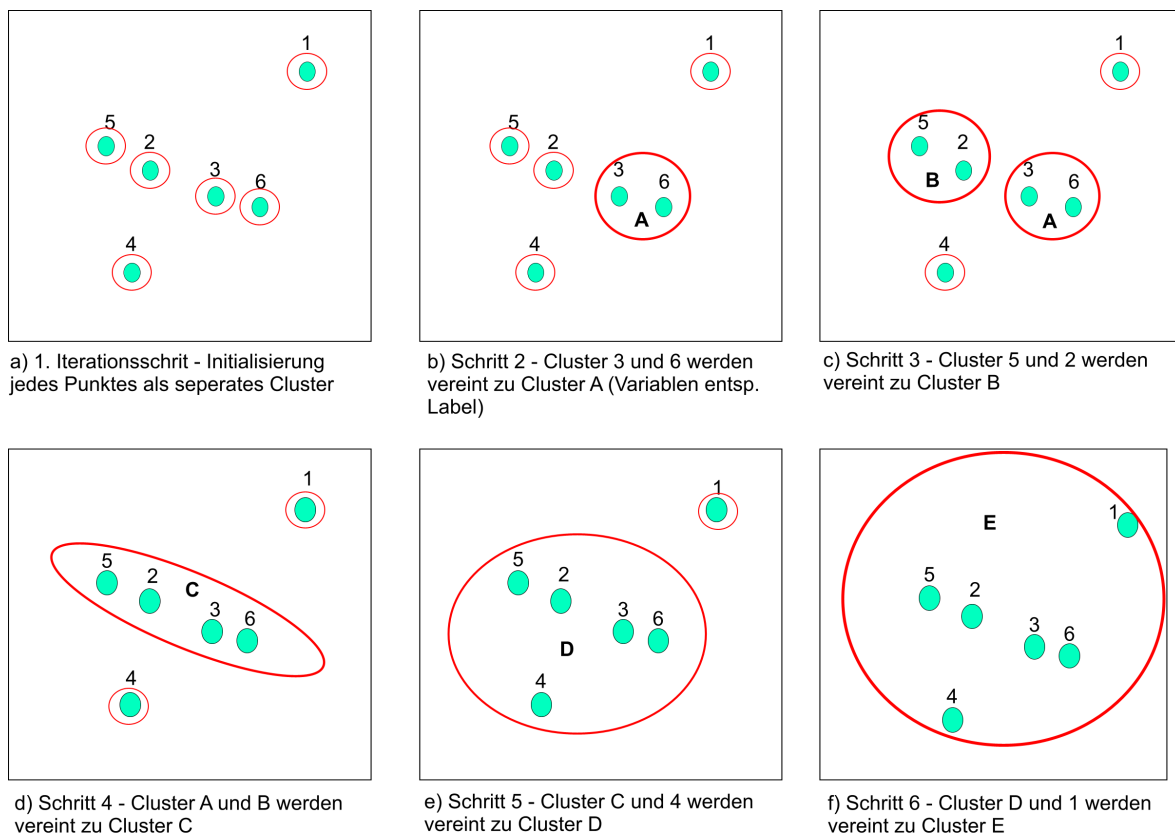 1
5
2
3
6
4
a) 1. Iterationsschrit - Initialisierung
jedes Punktes als seperates Cluster
1
5
2
3
6
A
4
b) Schritt 2 - Cluster 3 und 6 werden
vereint zu Cluster A (Variablen entsp.
Label)
1
5
2
B
3
6
A
4
c) Schritt 3 - Cluster 5 und 2 werden
vereint zu Cluster B
1
5
2
C
3
6
4
d) Schritt 4 - Cluster A und B werden
vereint zu Cluster C
1
5
2
3
6
D
4
e) Schritt 5 - Cluster C und 4 werden
vereint zu Cluster D
E
1
5
2
3
6
4
f) Schritt 6 - Cluster D und 1 werden
vereint zu Cluster E